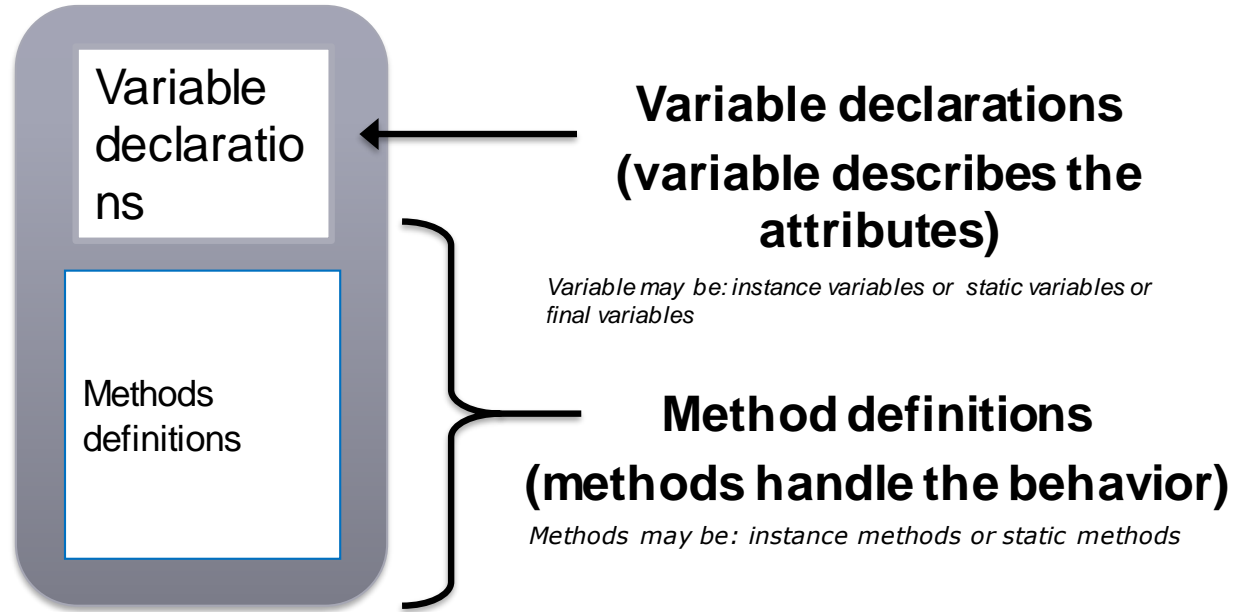 Variable
declaratio
ns
Methods
definitions
Variable declarations
(variable describes the
attributes)
Variable may be: instance variables or static variables or
final variables
Method definitions
(methods handle the behavior)
Methods may be: instance methods or static methods